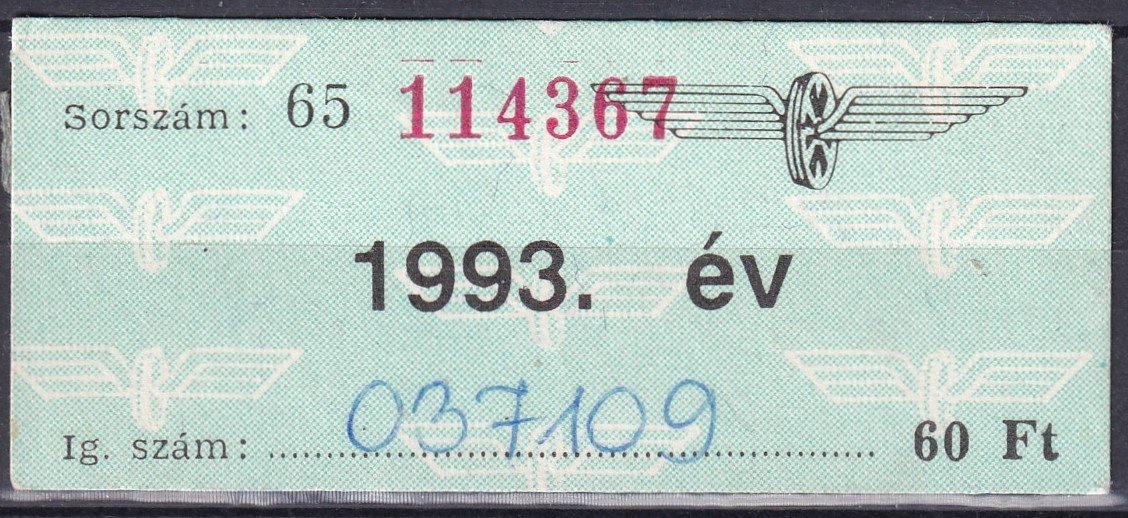 Sorszám: 65 114367
1993. év
Ig. szám: 037109 60 Ft